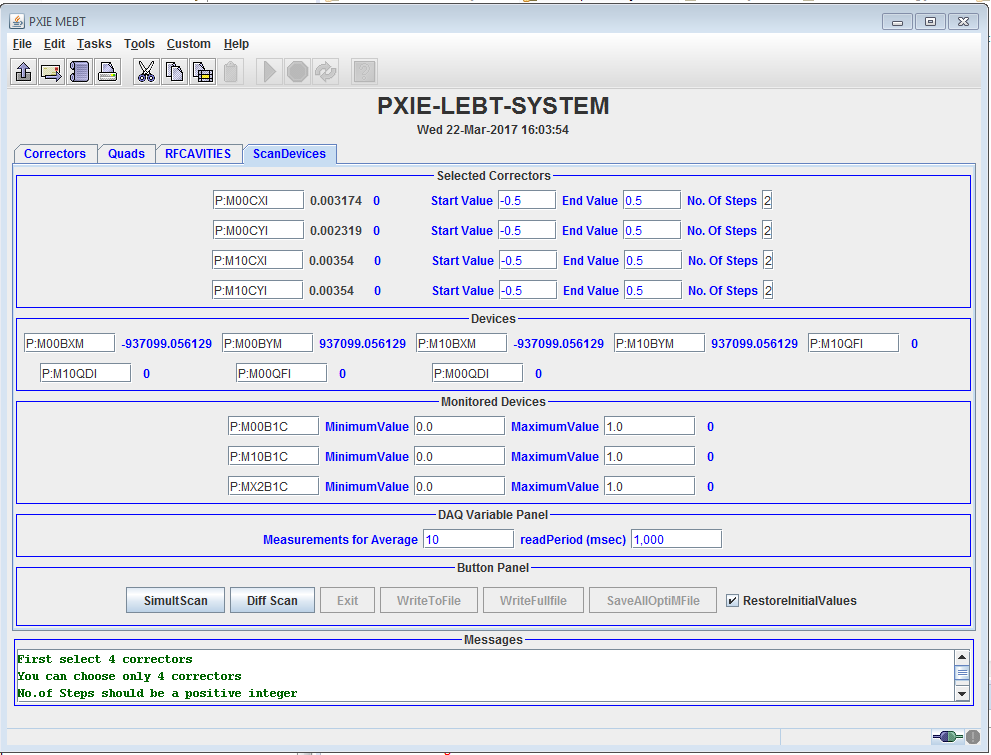 PXIE MEBT
File Edit Tasks Tools Custom Help
PXIE-LEBT-SYSTEM
Wed 22-Mar-2017 16:03:54
Correctors Quads RFCAVITIES ScanDevices
Selected Correctors
P:M00CXI 0.003174 0 Start Value -0.5 End Value 0.5 No. Of Steps 2
P:M00CYI 0.002319 0 Start Value -0.5 End Value 0.5 No. Of Steps 2
P:M10CXI 0.00354 0 Start Value -0.5 End Value 0.5 No. Of Steps 2
P:M10CYI 0.00354 0 Start Value -0.5 End Value 0.5 No. Of Steps 2
Devices
P:M00BXM -937099.056129 P:M00BYM 937099.056129 P:M10BXM -937099.056129 P:M10BYM 937099.056129 P:M10QFI 0
P:M10QDI 0 P:M00QFI 0 P:M00QDI 0
Monitored Devices
P:M00B1C MinimumValue 0.0 MaximumValue 1.0 0
P:M10B1C MinimumValue 0.0 MaximumValue 1.0 0
P:MX2B1C MinimumValue 0.0 MaximumValue 1.0 0
DAQ Variable Panel
Measurements for Average 10 readPeriod (msec) 1,000
Button Panel
SimultScan Diff Scan Exit WriteToFile WriteFullfile SaveAllOptiMFile RestoreInitialValues
Messages
First select 4 correctors
You can choose only 4 correctors
No.of Steps should be a positive integer